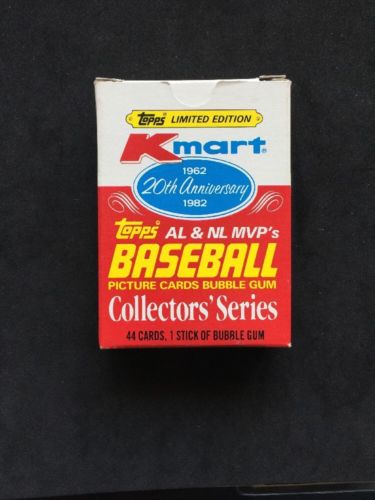 Topps LIMITED EDITION
Kmart®
1962
20th Anniversary
1982
Topps AL & NL MVP's
BASEBALL
PICTURE CARDS BUBBLE GUM
Collectors' Series
44 CARDS, 1 STICK OF BUBBLE GUM